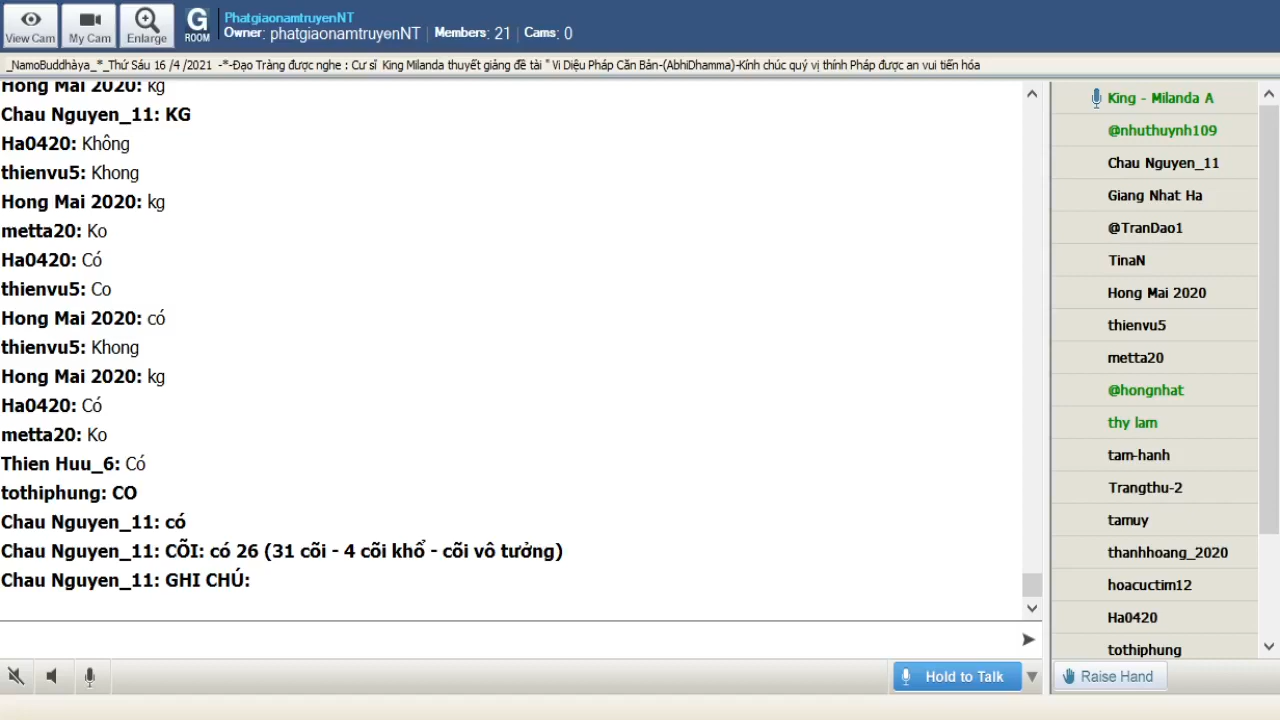 View Cam
My Cam
Enlarge
G
ROOM
PhatgiaonamtruyenNT
Owner: phatgiaonamtruyenNT | Members: 21 | Cams: 0
_NamoBuddhàya_*_Thứ Sáu 16 /4 /2021 -*-Đạo Tràng được nghe : Cư sĩ King Milanda thuyết giảng đề tài " Vi Diệu Pháp Căn Bản-(AbhiDhamma)-Kính chúc quý vị thính Pháp được an vui tiến hóa
Hong Mai 2020: kg
Chau Nguyen_11: KG
Ha0420: Không
thienvu5: Khong
Hong Mai 2020: kg
metta20: Ko
Ha0420: Có
thienvu5: Co
Hong Mai 2020: có
thienvu5: Khong
Hong Mai 2020: kg
Ha0420: Có
metta20: Ko
Thien Huu_6: Có
tothiphung: CO
Chau Nguyen_11: có
Chau Nguyen_11: CÕI: có 26 (31 cõi - 4 cõi khổ - cõi vô tưởng)
Chau Nguyen_11: GHI CHÚ:
King - Milanda A
@nhuthuynh109
Chau Nguyen_11
Giang Nhat Ha
@TranDao1
TinaN
Hong Mai 2020
thienvu5
metta20
@hongnhat
thy lam
tam-hanh
Trangthu-2
tamuy
thanhhoang_2020
hoacuctim12
Ha0420
tothiphung
Hold to Talk
Raise Hand